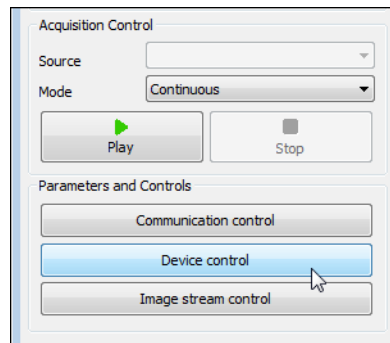 Acquisition Control
Source
Mode Continuous
Play Stop
Parameters and Controls
Communication control
Device control
Image stream control